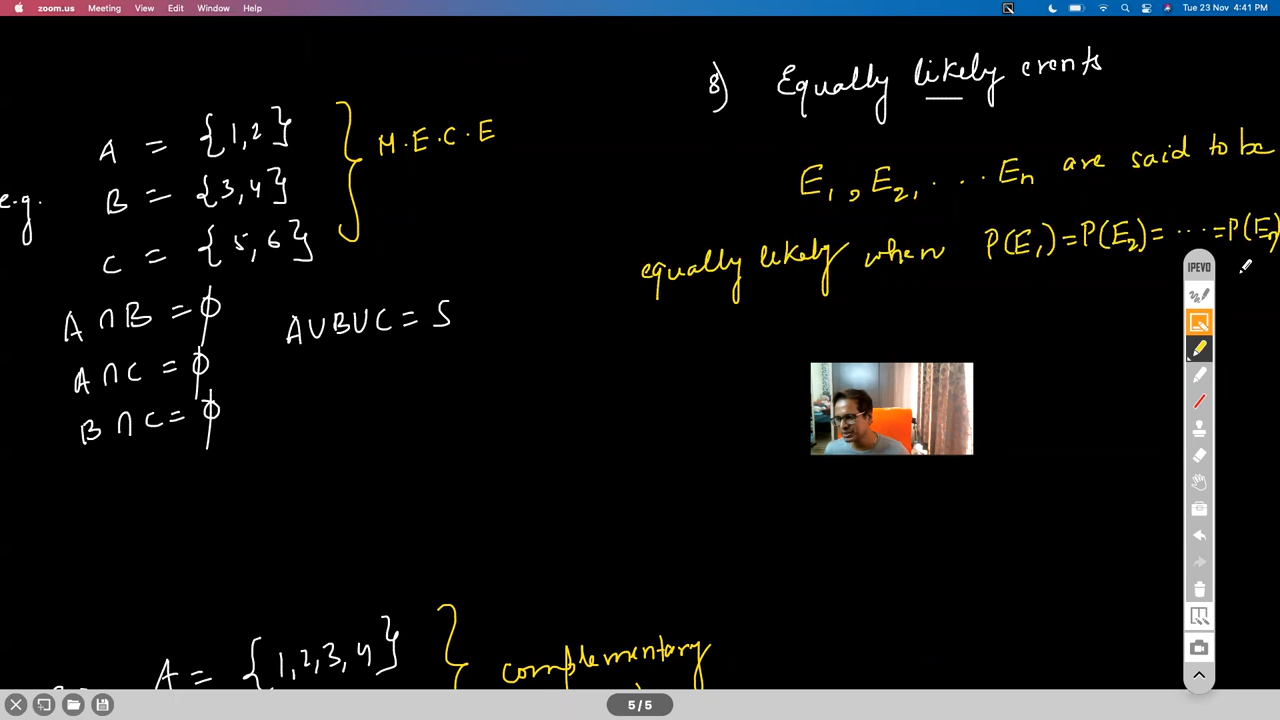 zoom.us Meeting View Edit Window Help
Tue 23 Nov 4:41 PM
e.g.
A = {1,2}
B = {3,4}
C = {5,6}
M.E.C.E
A ∩ B = ϕ
A ∩ C = ϕ
B ∩ C = ϕ
A∪B∪C = S
8) Equally likely events
E₁, E₂, ... En are said to be
equally likely when P(E₁)=P(E₂)= ... =P(En)
IPEVO
A = {1,2,3,4}
complementary
5/5